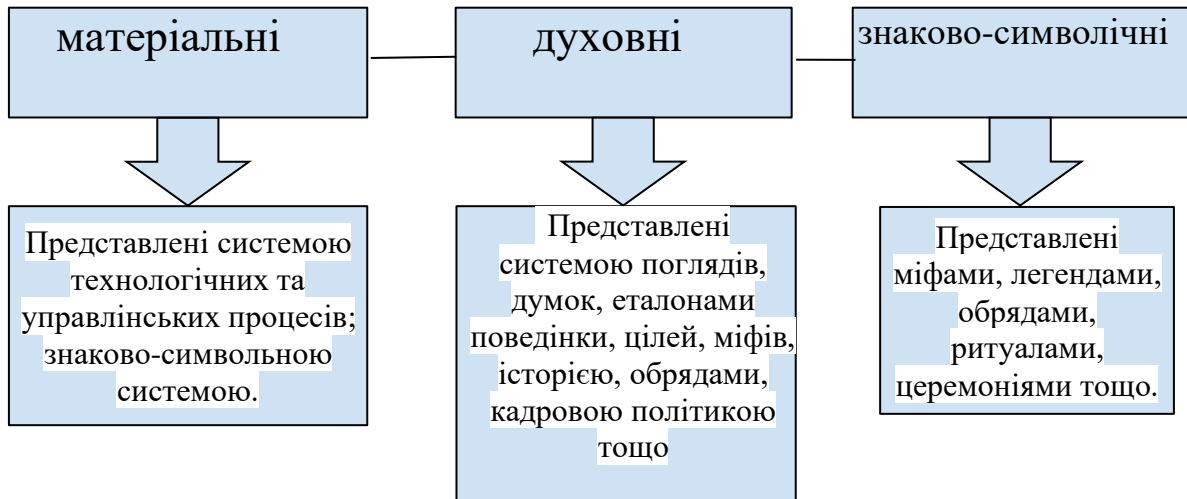 матеріальні
духовні
знаково-символічні
Представлені системою
технологічних та
управлінських процесів;
знаково-символьною
системою.
Представлені
системою поглядів,
думок, еталонами
поведінки, цілей, міфів,
історією, обрядами,
кадровою політикою
тощо
Представлені
міфами, легендами,
обрядами,
ритуалами,
церемоніями тощо.